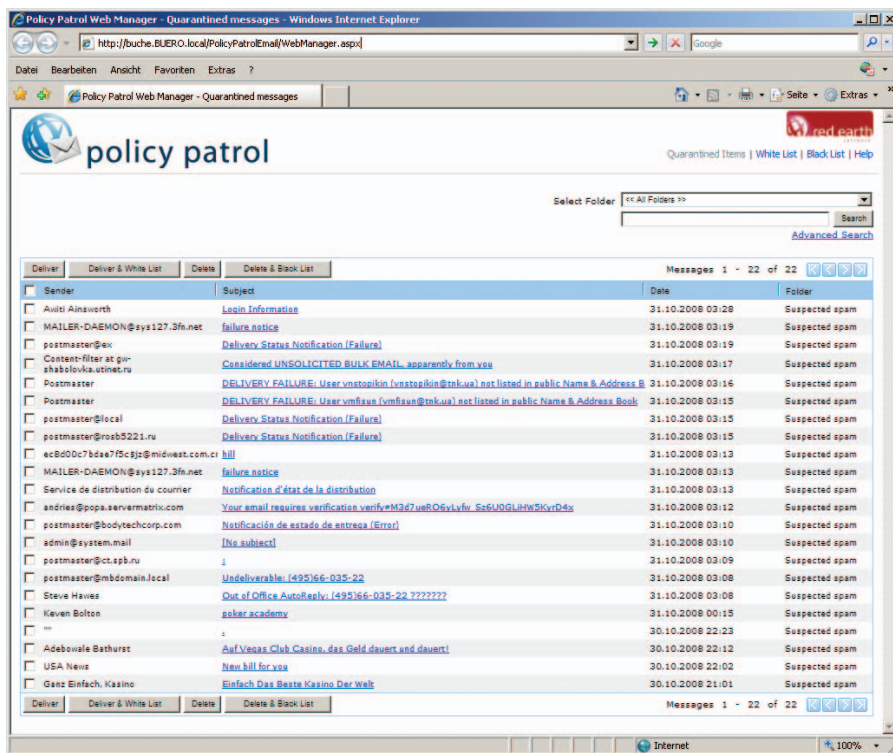 Policy Patrol Web Manager - Quarantined messages - Windows Internet Explorer
http://buche.BUERO.local/PolicyPatrolEmail/WebManager.aspx
Google
Datei Bearbeiten Ansicht Favoriten Extras ?
Policy Patrol Web Manager - Quarantined messages
Seite Extras
red earth
policy patrol
Quarantined Items | White List | Black List | Help
Select Folder << All Folders >>
Search
Advanced Search
Deliver Deliver & White List Delete Delete & Black List Messages 1 - 22 of 22
Sender Subject Date Folder
Awiti Ainsworth Login Information 31.10.2008 03:28 Suspected spam
MAILER-DAEMON@sys127.3fn.net failure notice 31.10.2008 03:19 Suspected spam
postmaster@ex Delivery Status Notification (Failure) 31.10.2008 03:19 Suspected spam
Content-filter at gw-shabolovka.utinet.ru Considered UNSOLICITED BULK EMAIL, apparently from you 31.10.2008 03:17 Suspected spam
Postmaster DELIVERY FAILURE: User vnstopikin (vnstopikin@tnk.ua) not listed in public Name & Address B 31.10.2008 03:16 Suspected spam
Postmaster DELIVERY FAILURE: User vmfisun (vmfisun@tnk.ua) not listed in public Name & Address Book 31.10.2008 03:15 Suspected spam
postmaster@local Delivery Status Notification (Failure) 31.10.2008 03:15 Suspected spam
postmaster@rosb5221.ru Delivery Status Notification (Failure) 31.10.2008 03:15 Suspected spam
hill 31.10.2008 03:13 Suspected spam
MAILER-DAEMON@sys127.3fn.net failure notice 31.10.2008 03:13 Suspected spam
Service de distribution du courrier Notification d'état de la distribution 31.10.2008 03:13 Suspected spam
andries@popa.servermatrix.com Your email requires verification 31.10.2008 03:12 Suspected spam
postmaster@bodytechcorp.com Notificación de estado de entrega (Error) 31.10.2008 03:10 Suspected spam
admin@system.mail [No subject] 31.10.2008 03:10 Suspected spam
postmaster@ct.spb.ru : 31.10.2008 03:09 Suspected spam
postmaster@mbdomain.local Undeliverable: (495)66-035-22 31.10.2008 03:08 Suspected spam
Steve Hawes Out of Office AutoReply: (495)66-035-22 ??????? 31.10.2008 03:08 Suspected spam
Keven Bolton poker academy 31.10.2008 00:15 Suspected spam
"" . 30.10.2008 22:23 Suspected spam
Adebowale Bathurst Auf Vegas Club Casino, das Geld dauert und dauert! 30.10.2008 22:12 Suspected spam
USA News New bill for you 30.10.2008 22:02 Suspected spam
Ganz Einfach, Kasino Einfach Das Beste Kasino Der Welt 30.10.2008 21:01 Suspected spam
Deliver Deliver & White List Delete Delete & Black List Messages 1 - 22 of 22
Internet 100%